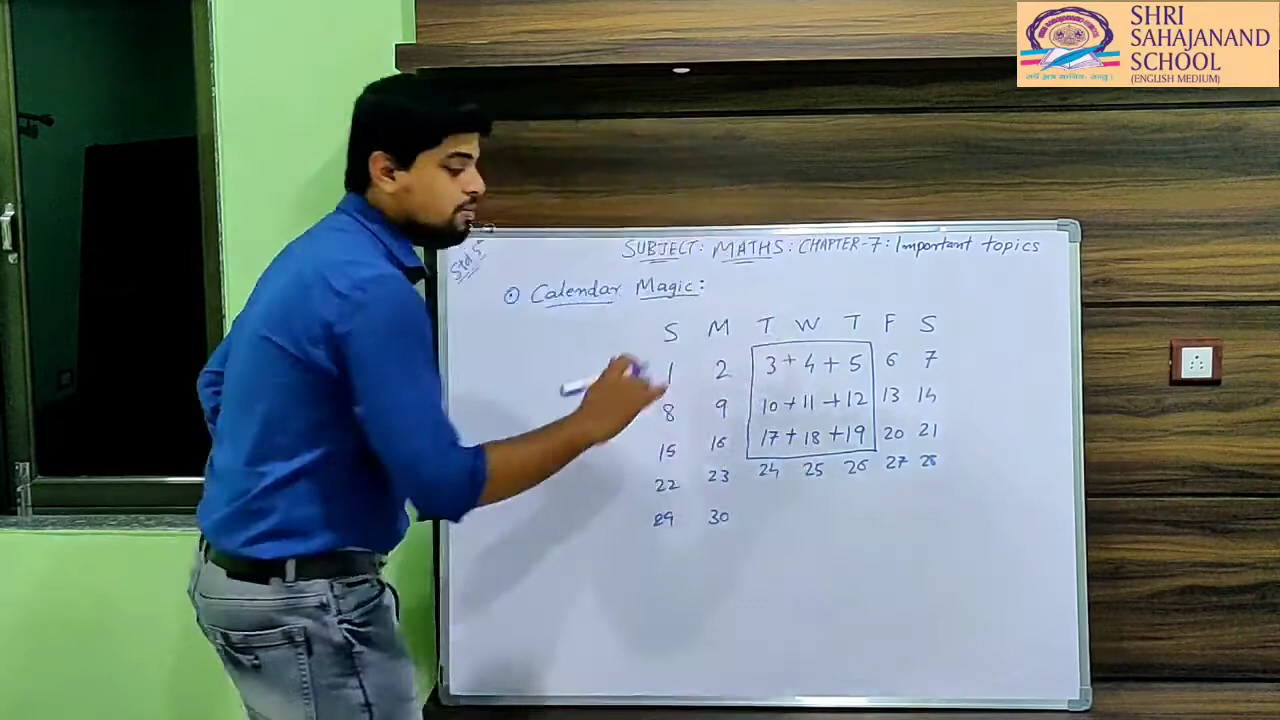 SHRI
SAHAJANAND
SCHOOL
(ENGLISH MEDIUM)
Std 5
SUBJECT: MATHS: CHAPTER-7: Important topics
Calendar Magic:
S M T W T F S
1 2 3 + 4 + 5 6 7
8 9 10 + 11 + 12 13 14
15 16 17 + 18 + 19 20 21
22 23 24 25 26 27 28
29 30